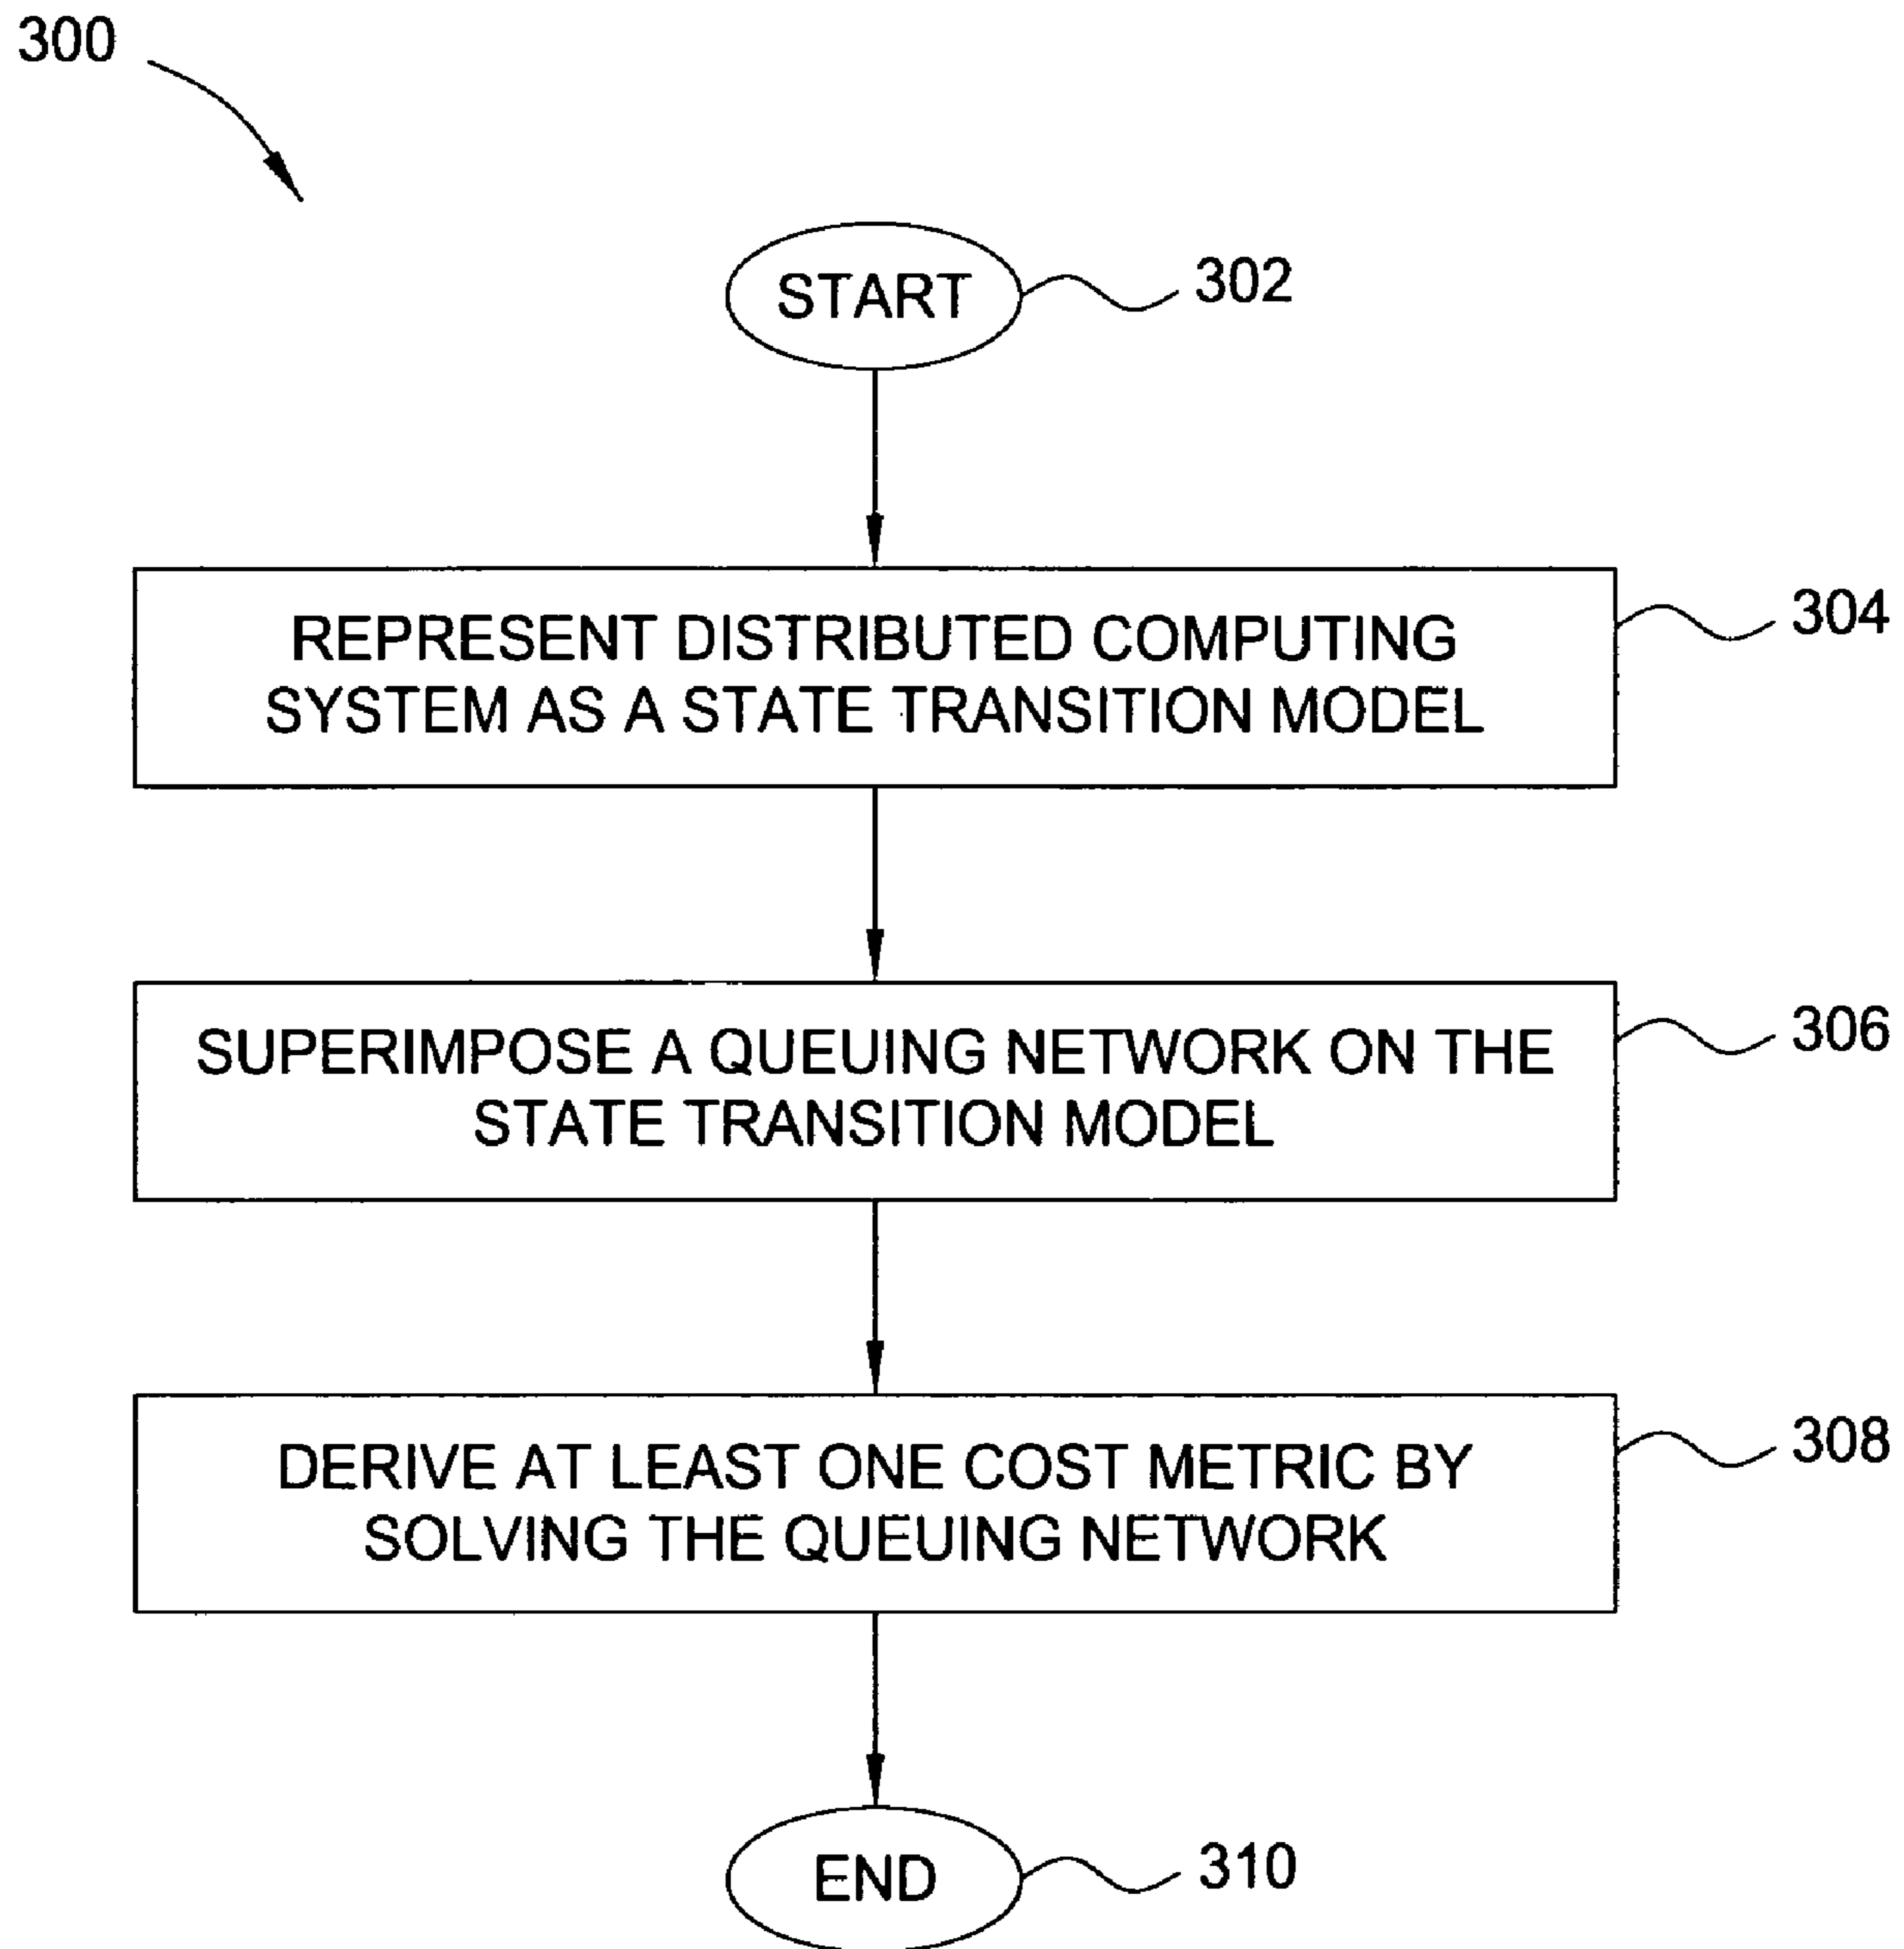 300
START
302
REPRESENT DISTRIBUTED COMPUTING
SYSTEM AS A STATE TRANSITION MODEL
304
SUPERIMPOSE A QUEUING NETWORK ON THE
STATE TRANSITION MODEL
306
DERIVE AT LEAST ONE COST METRIC BY
SOLVING THE QUEUING NETWORK
308
END
310